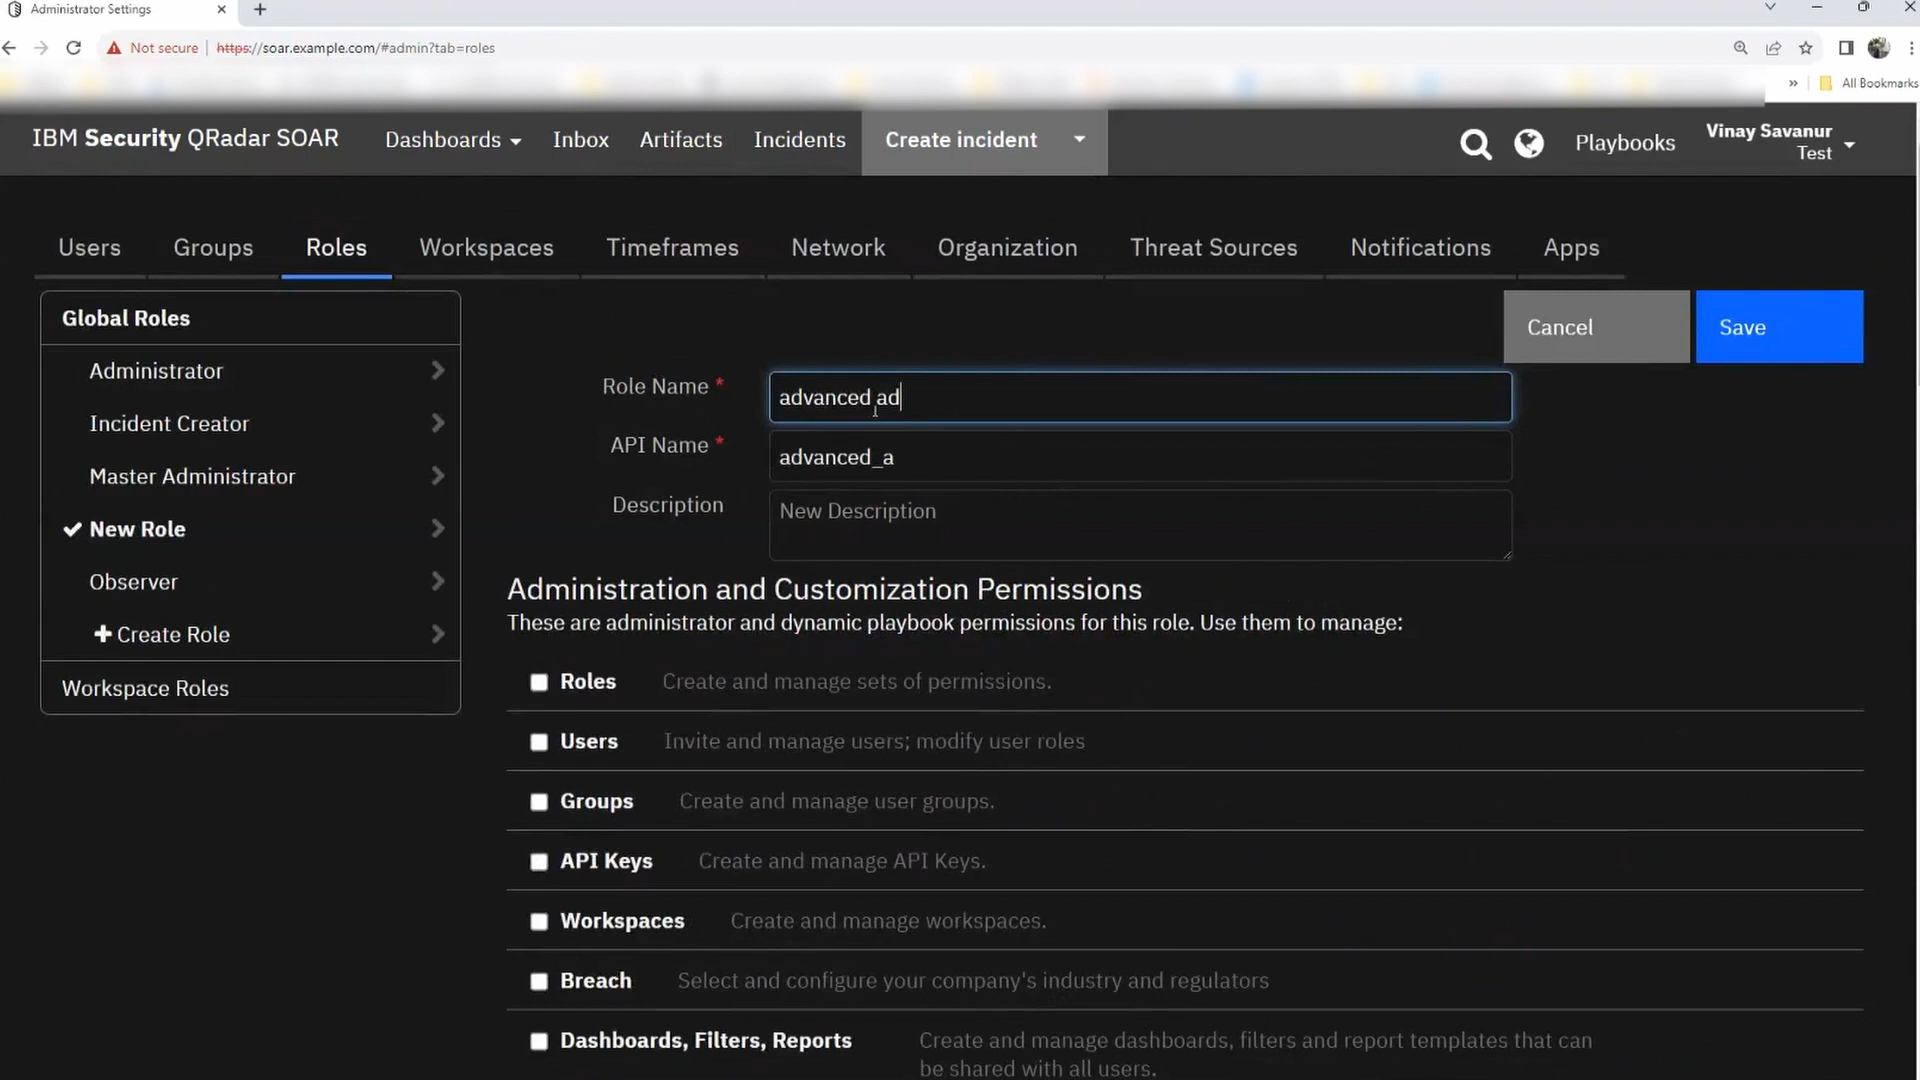 Administrator Settings
Not secure https://soar.example.com/#admin?tab=roles
» All Bookmarks
IBM Security QRadar SOAR Dashboards Inbox Artifacts Incidents Create incident Playbooks Vinay Savanur
Test
Users Groups Roles Workspaces Timeframes Network Organization Threat Sources Notifications Apps
Global Roles
Administrator
Incident Creator
Master Administrator
New Role
Observer
Create Role
Workspace Roles
Cancel Save
Role Name * advanced ad
API Name * advanced_a
Description New Description
Administration and Customization Permissions
These are administrator and dynamic playbook permissions for this role. Use them to manage:
Roles Create and manage sets of permissions.
Users Invite and manage users; modify user roles
Groups Create and manage user groups.
API Keys Create and manage API Keys.
Workspaces Create and manage workspaces.
Breach Select and configure your company's industry and regulators
Dashboards, Filters, Reports Create and manage dashboards, filters and report templates that can
be shared with all users.